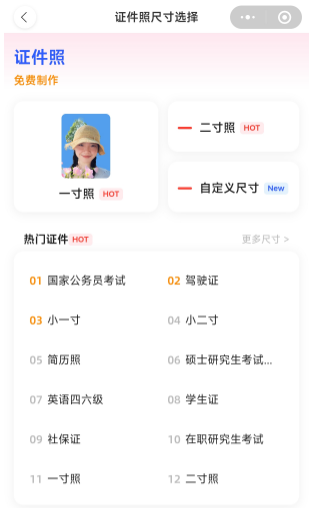 证件照尺寸选择
证件照
免费制作
一寸照 HOT
二寸照 HOT
自定义尺寸 New
热门证件 HOT
更多尺寸 >
01 国家公务员考试
02 驾驶证
03 小一寸
04 小二寸
05 简历照
06 硕士研究生考试...
07 英语四六级
08 学生证
09 社保证
10 在职研究生考试
11 一寸照
12 二寸照